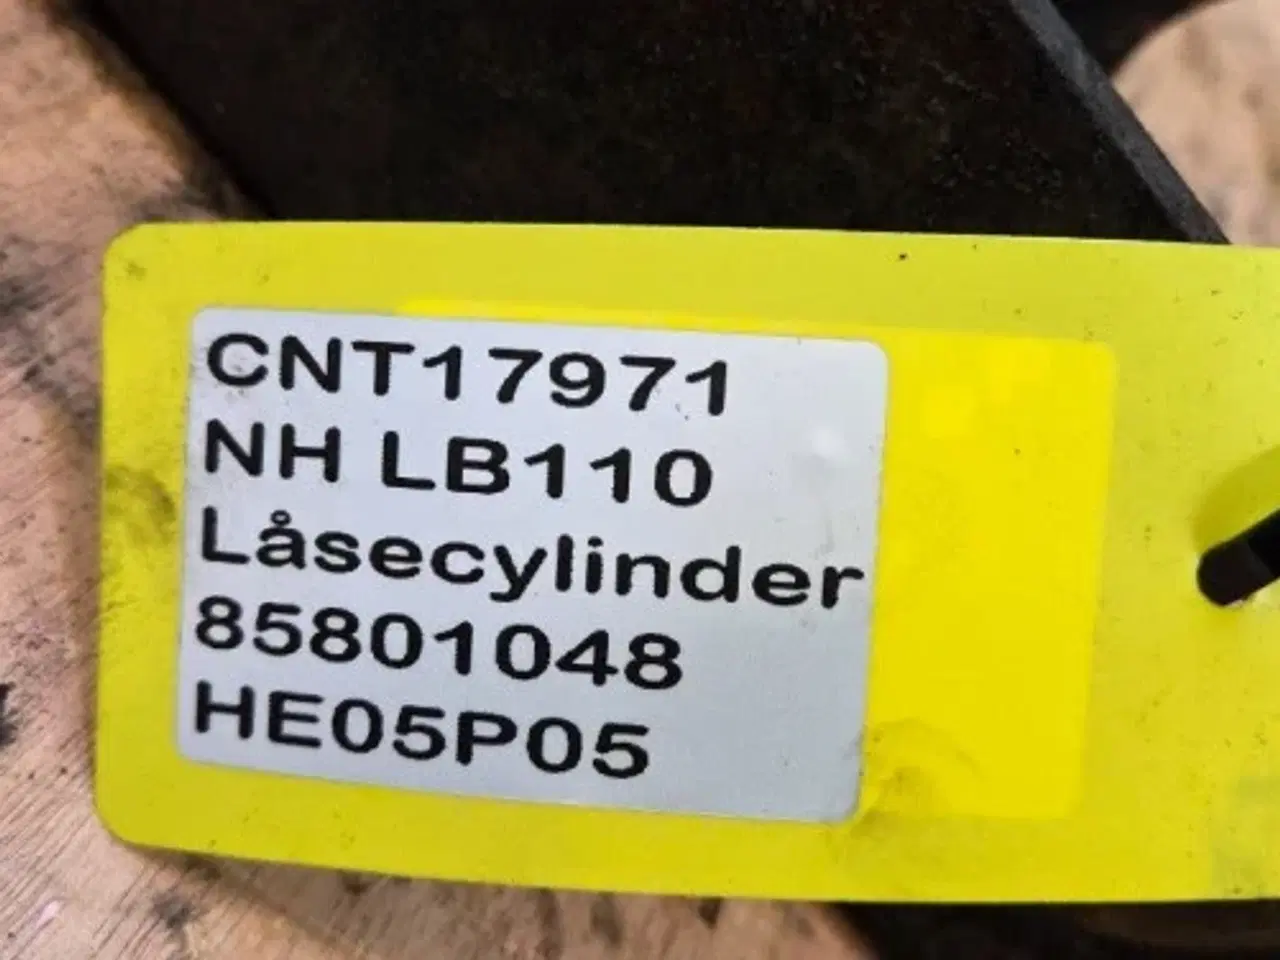 CNT17971
NH LB110
Låsecylinder
85801048
HE05P05